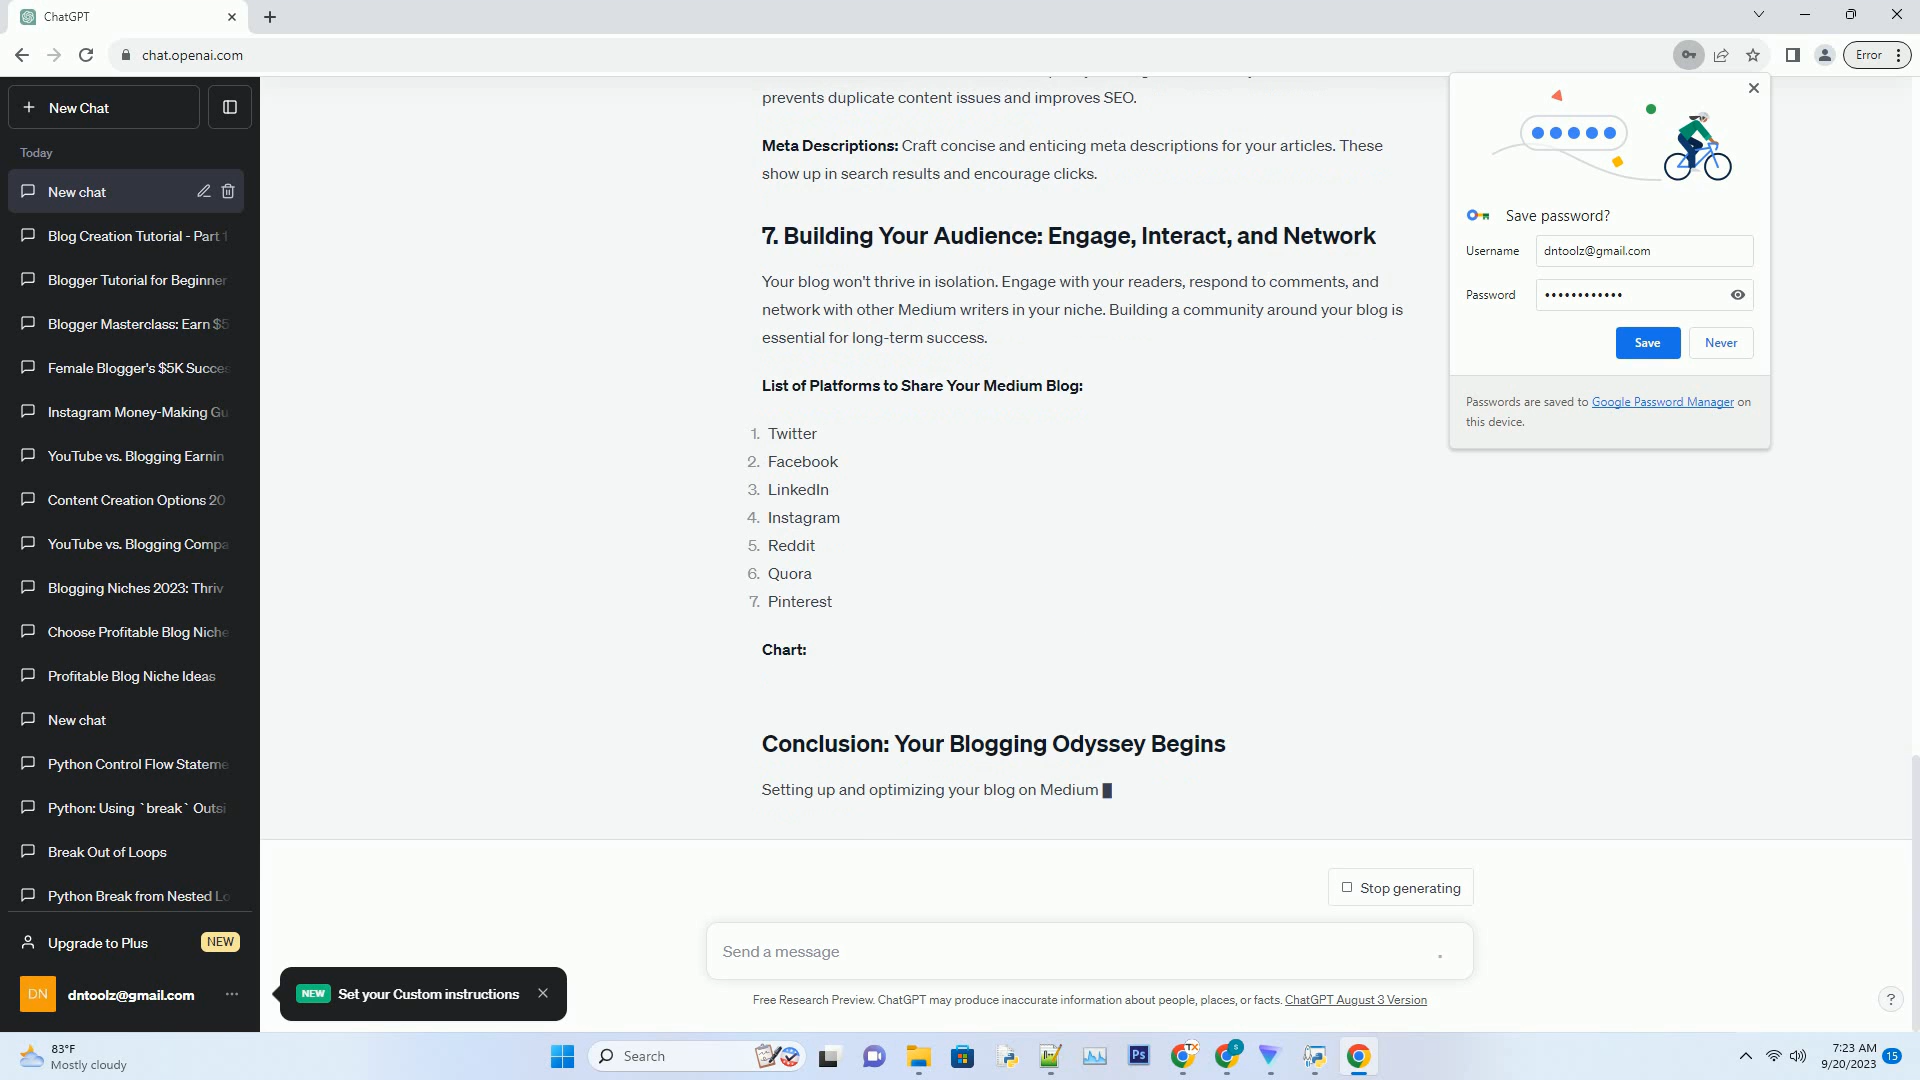 ChatGPT
chat.openai.com
Error
New Chat
Today
New chat
Blog Creation Tutorial - Part 1
Blogger Tutorial for Beginner
Blogger Masterclass: Earn $5
Female Blogger's $5K Succes
Instagram Money-Making Gu
YouTube vs. Blogging Earnin
Content Creation Options 20
YouTube vs. Blogging Compa
Blogging Niches 2023: Thriv
Choose Profitable Blog Niche
Profitable Blog Niche Ideas
New chat
Python Control Flow Stateme
Python: Using `break` Outsi
Break Out of Loops
Python Break from Nested Lo
Upgrade to Plus NEW
DN dntoolz@gmail.com
prevents duplicate content issues and improves SEO.
Meta Descriptions: Craft concise and enticing meta descriptions for your articles. These
show up in search results and encourage clicks.
7. Building Your Audience: Engage, Interact, and Network
Your blog won't thrive in isolation. Engage with your readers, respond to comments, and
network with other Medium writers in your niche. Building a community around your blog is
essential for long-term success.
List of Platforms to Share Your Medium Blog:
1. Twitter
2. Facebook
3. LinkedIn
4. Instagram
5. Reddit
6. Quora
7. Pinterest
Chart:
Conclusion: Your Blogging Odyssey Begins
Setting up and optimizing your blog on Medium
Stop generating
Send a message
Free Research Preview. ChatGPT may produce inaccurate information about people, places, or facts. ChatGPT August 3 Version
NEW Set your Custom instructions
?
Save password?
Username dntoolz@gmail.com
Password ••••••••••••
Save Never
Passwords are saved to Google Password Manager on
this device.
83°F
Mostly cloudy
Search
Ps
TX
S
7:23 AM
9/20/2023
15